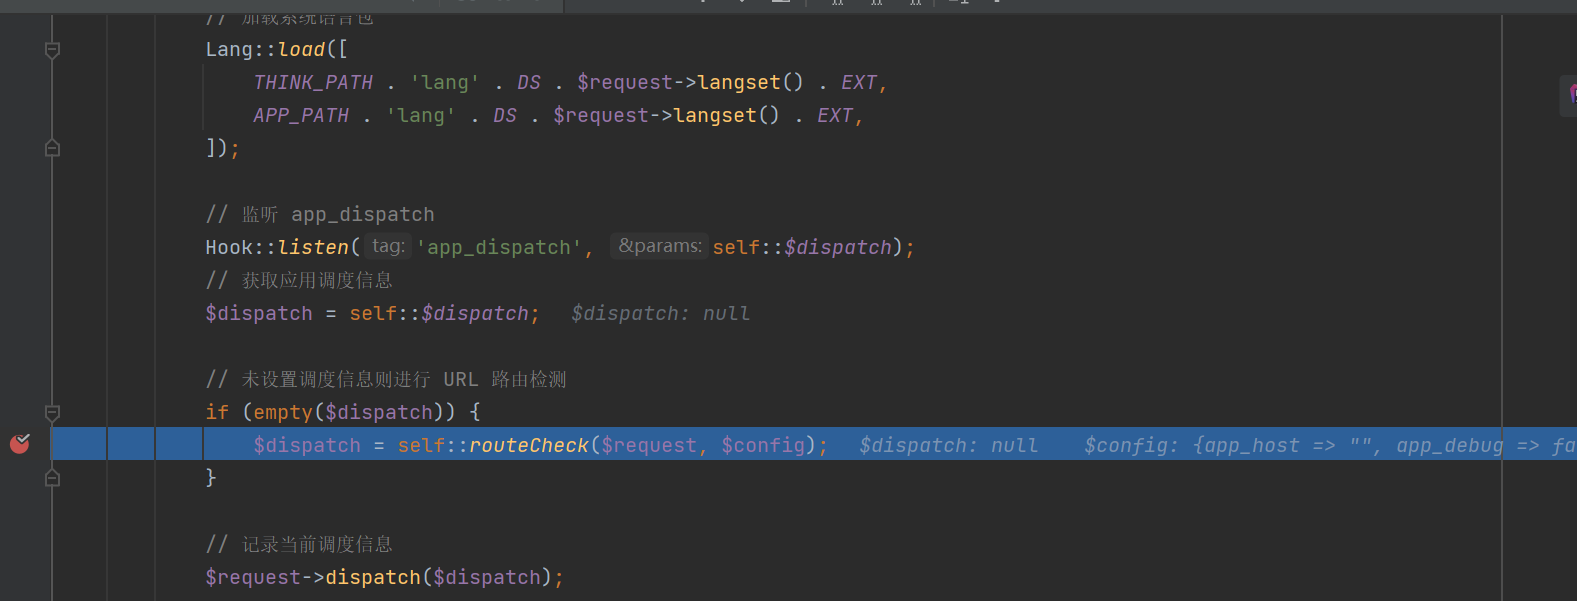 // 加载系统语言包
Lang::load([
THINK_PATH . 'lang' . DS . $request->langset() . EXT,
APP_PATH . 'lang' . DS . $request->langset() . EXT,
]);
// 监听 app_dispatch
Hook::listen( tag: 'app_dispatch', &params: self::$dispatch);
// 获取应用调度信息
$dispatch = self::$dispatch; $dispatch: null
// 未设置调度信息则进行 URL 路由检测
if (empty($dispatch)) {
$dispatch = self::routeCheck($request, $config); $dispatch: null $config: {app_host => "", app_debug => fa
}
// 记录当前调度信息
$request->dispatch($dispatch);